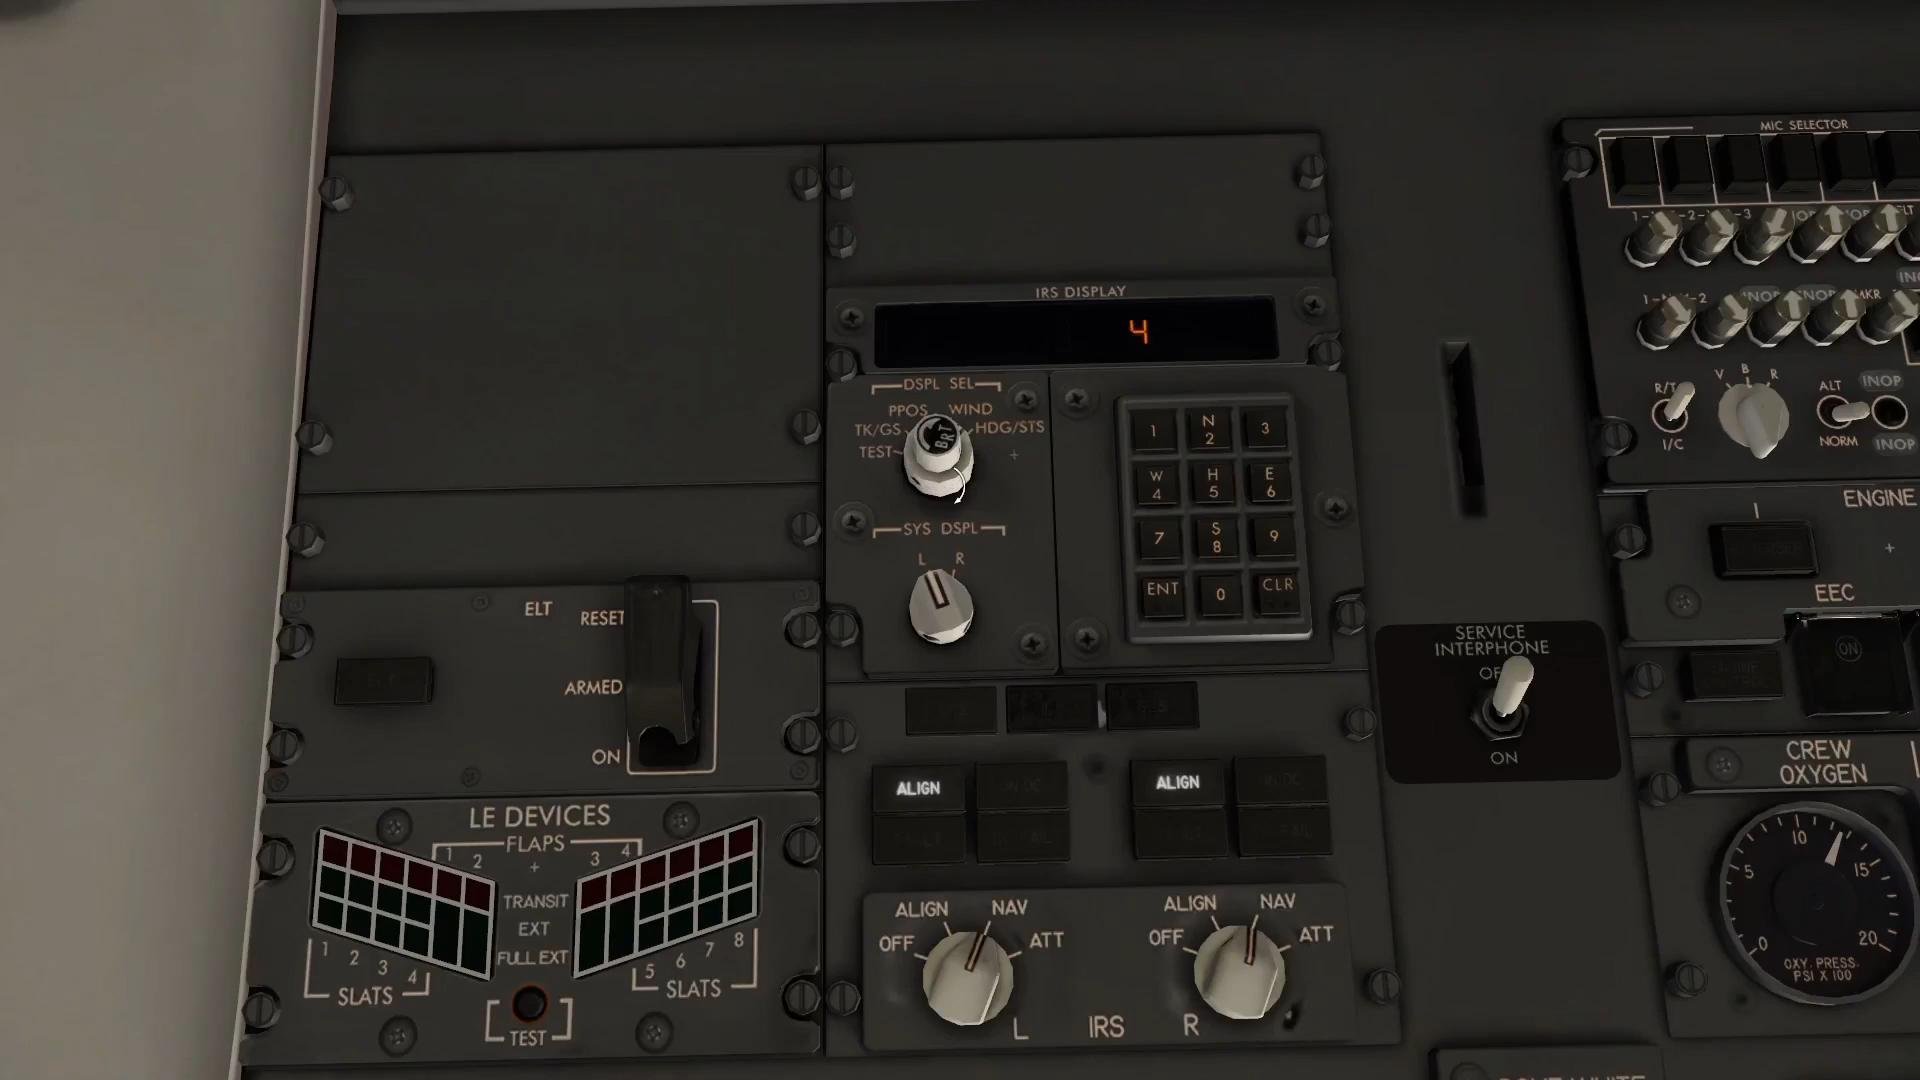 MIC SELECTOR
IRS DISPLAY
4
DSPL SEL
PPOS WIND
TK/GS HDG/STS
TEST
BRT
SYS DSPL
L R
1 N 2 3
W 4 H 5 E 6
7 S 8 9
ENT 0 CLR
R/T
I/C
V B R
ALT INOP
NORM INOP
ENGINE
EEC
ON
ELT RESET
ARMED
ON
SERVICE
INTERPHONE
ON
CREW
OXYGEN
5 10 15
0 20
OXY. PRESS.
PSI X 100
ALIGN ALIGN
LE DEVICES
FLAPS
1 2 3 4
TRANSIT
EXT
FULL EXT
1 2 3 4 5 6 7 8
SLATS SLATS
TEST
ALIGN NAV
OFF ATT
ALIGN NAV
OFF ATT
L IRS R